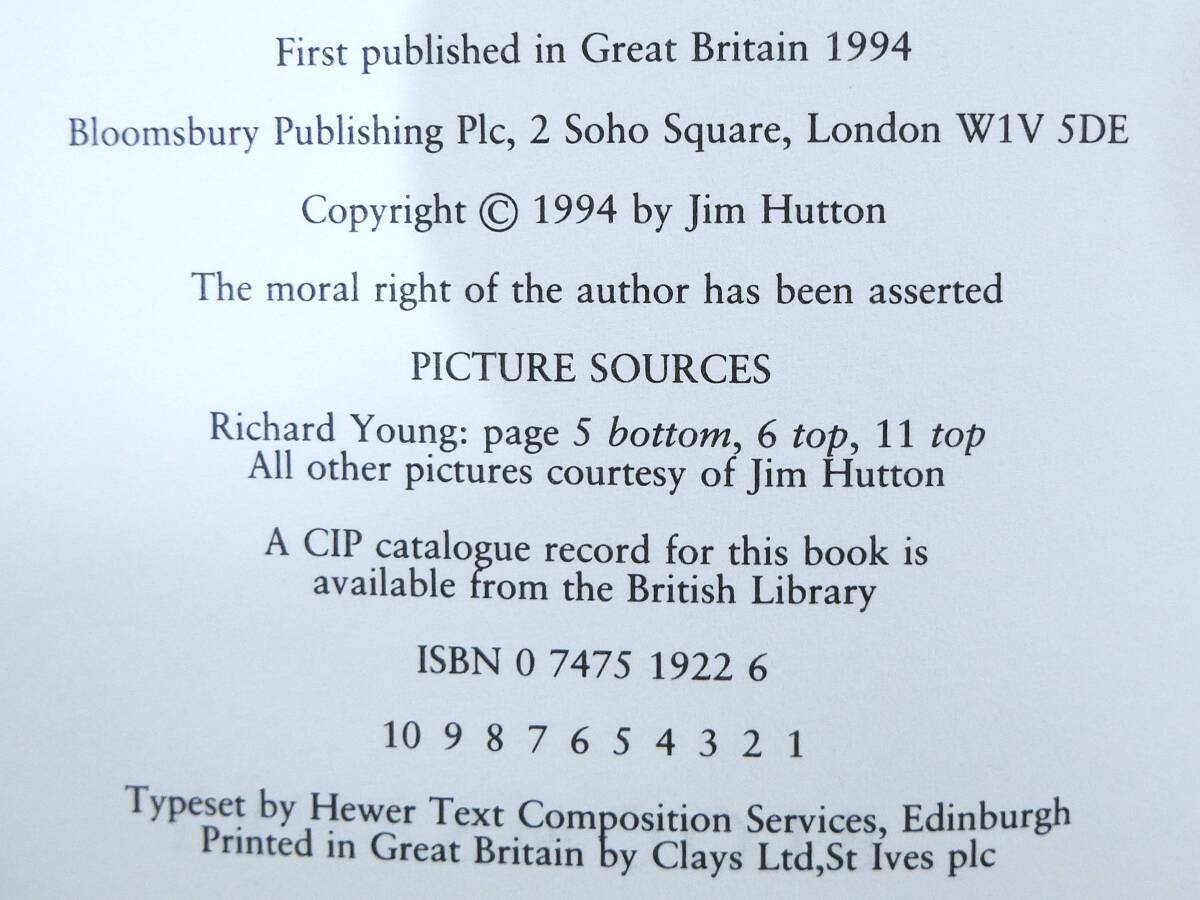 First published in Great Britain 1994
Bloomsbury Publishing Plc, 2 Soho Square, London W1V 5DE
Copyright © 1994 by Jim Hutton
The moral right of the author has been asserted
PICTURE SOURCES
Richard Young: page 5 bottom, 6 top, 11 top
All other pictures courtesy of Jim Hutton
A CIP catalogue record for this book is
available from the British Library
ISBN 0 7475 1922 6
10 9 8 7 6 5 4 3 2 1
Typeset by Hewer Text Composition Services, Edinburgh
Printed in Great Britain by Clays Ltd,St Ives plc